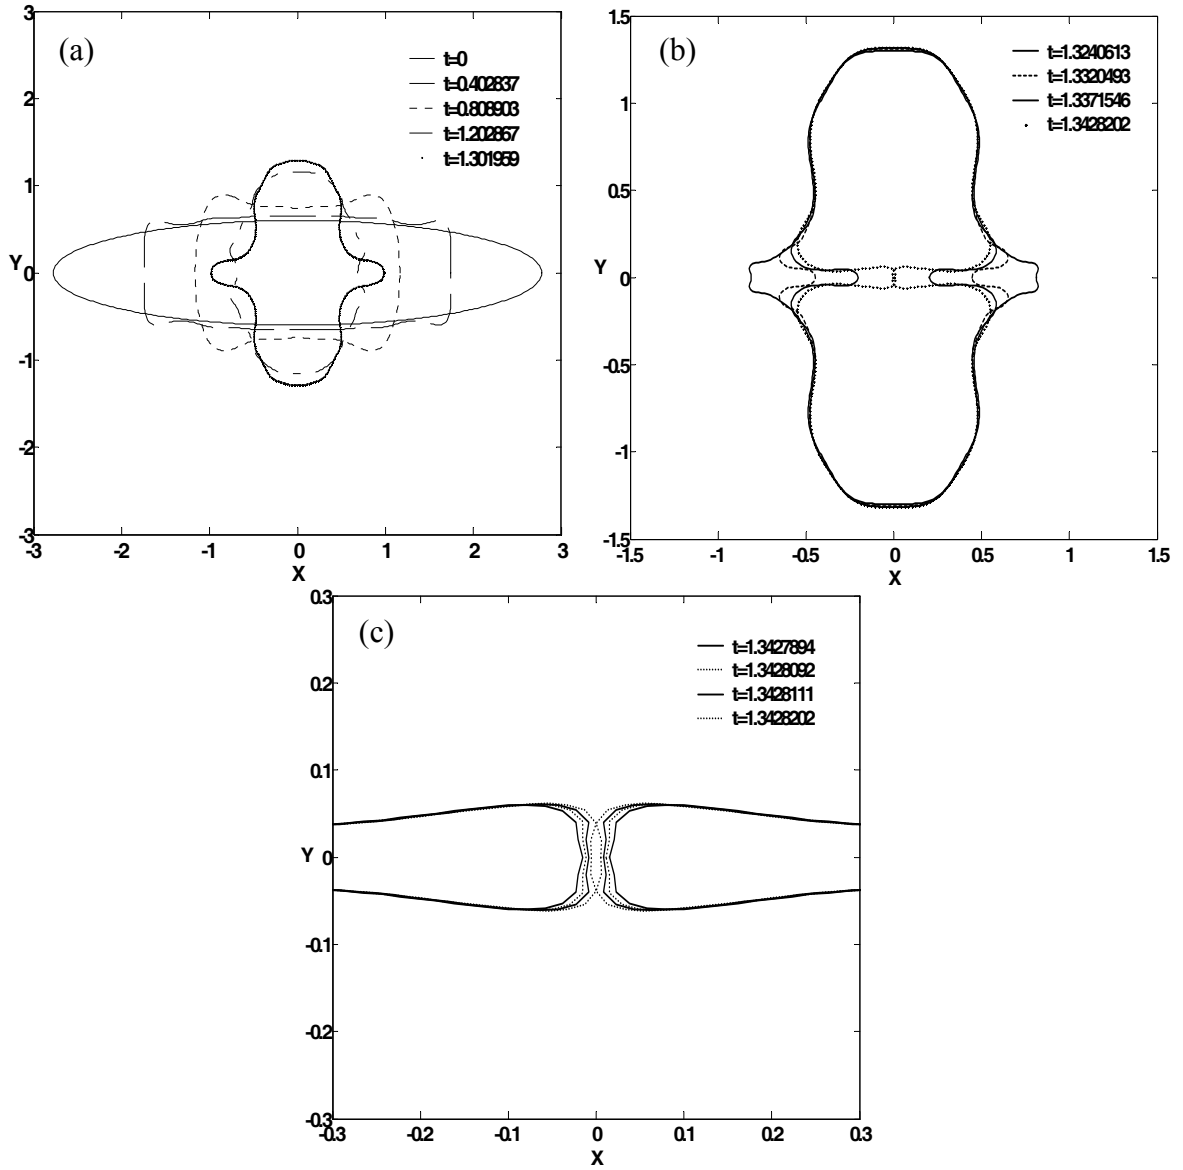 (a)
t=0
t=0.402837
t=0.808903
t=1.202867
t=1.301959
3
2
1
Y 0
-1
-2
-3
-3 -2 -1 0 1 2 3
X
(b)
t=1.3240613
t=1.3320493
t=1.3371546
t=1.3428202
1.5
1
0.5
Y 0
-0.5
-1
-1.5
-1.5 -1 -0.5 0 0.5 1 1.5
X
(c)
t=1.3427894
t=1.3428092
t=1.3428111
t=1.3428202
0.3
0.2
0.1
Y 0
-0.1
-0.2
-0.3
-0.3 -0.2 -0.1 0 0.1 0.2 0.3
X